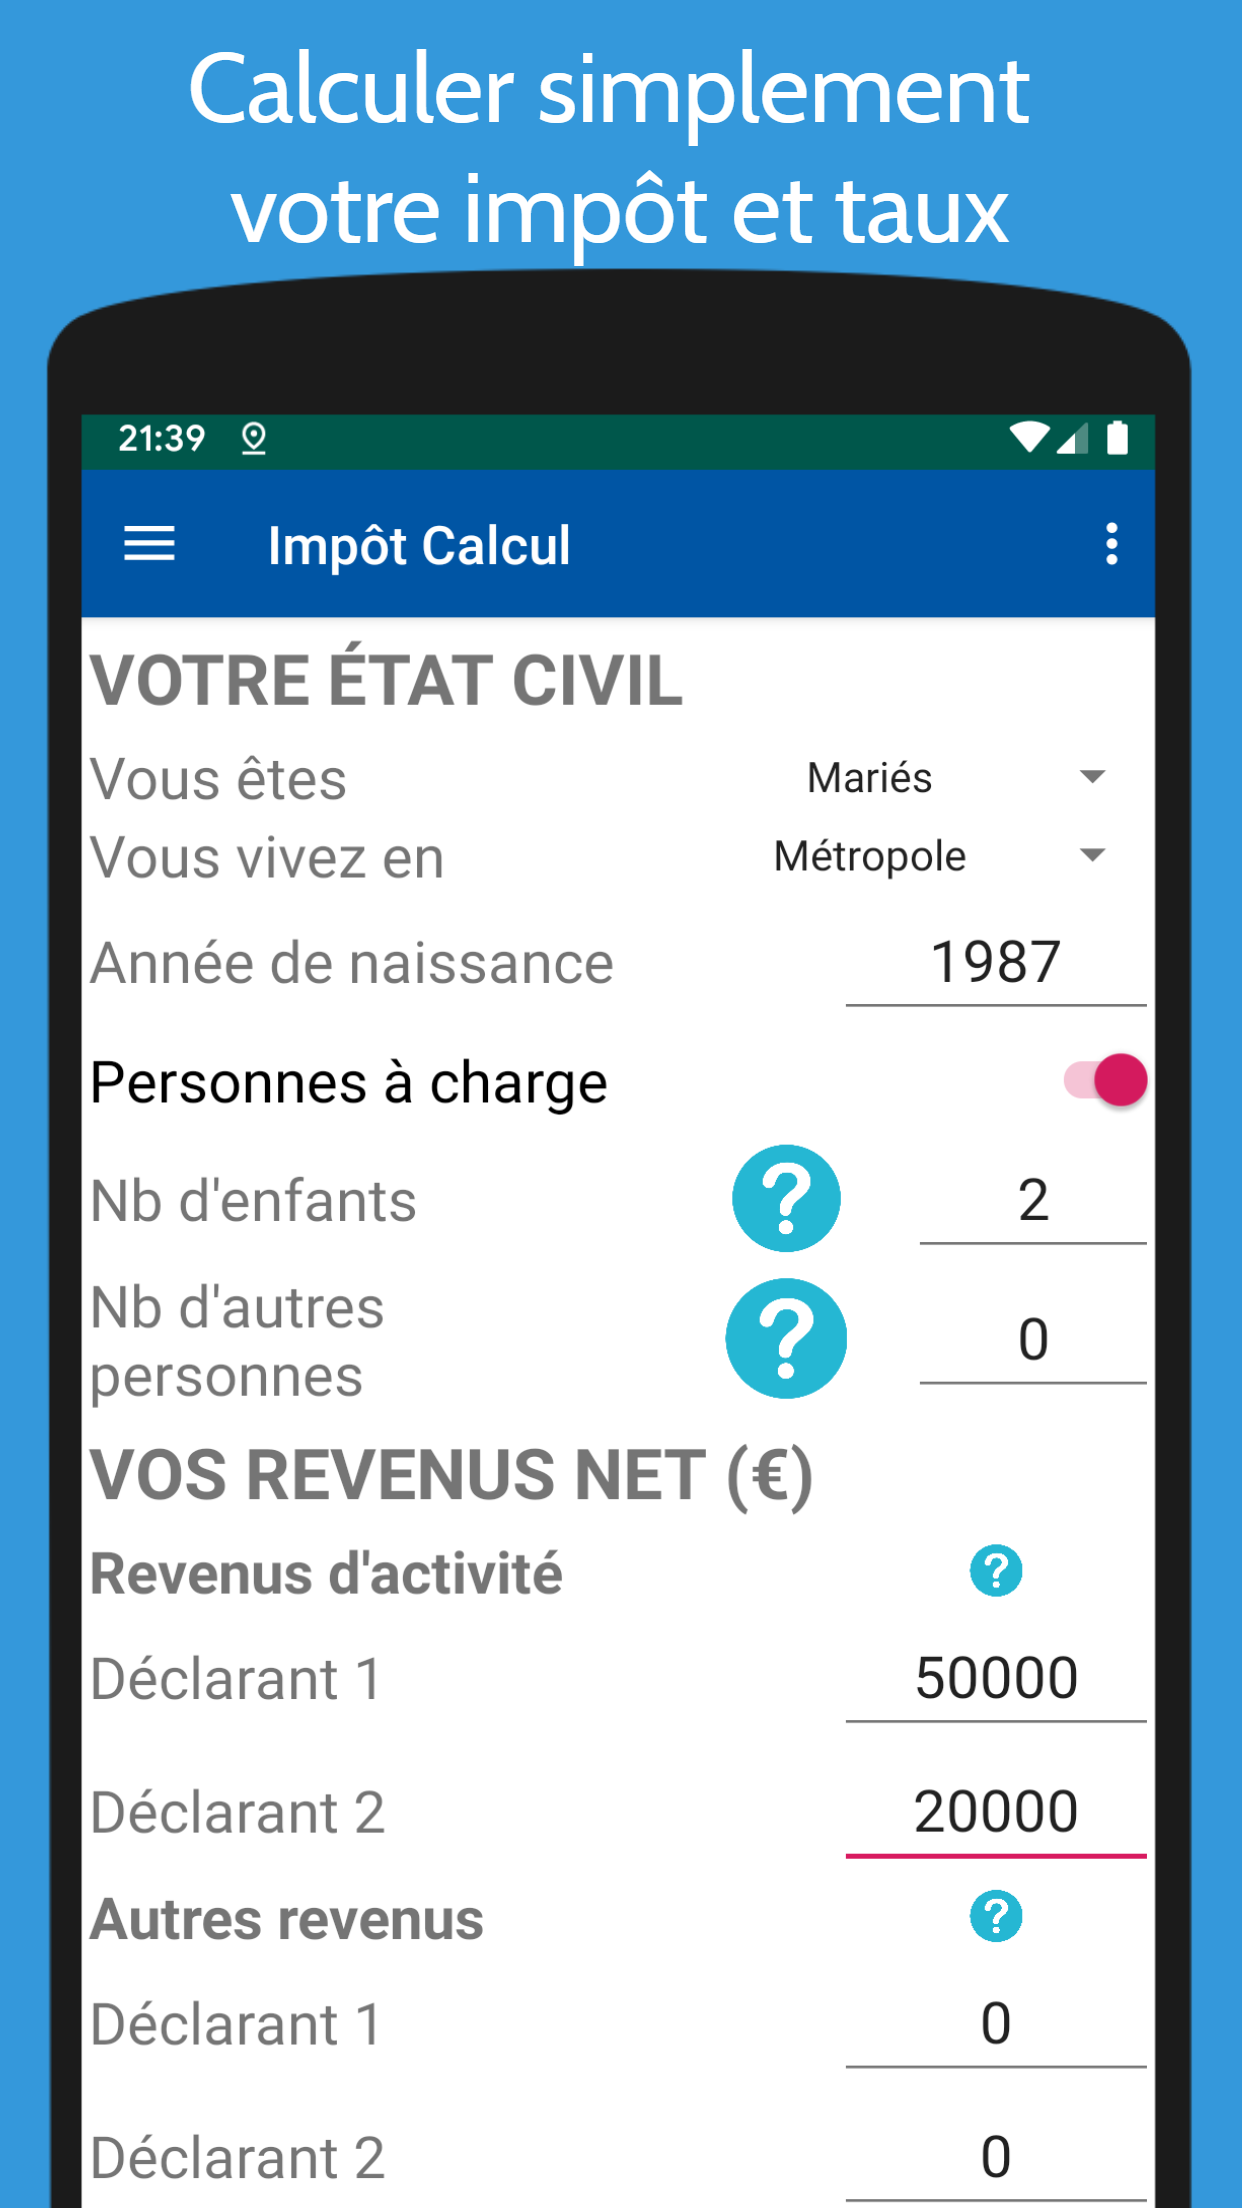 Calculer simplement
votre impôt et taux
21:39
Impôt Calcul
VOTRE ÉTAT CIVIL
Vous êtes Mariés
Vous vivez en Métropole
Année de naissance 1987
Personnes à charge
Nb d'enfants ? 2
Nb d'autres
personnes ? 0
VOS REVENUS NET (€)
Revenus d'activité ?
Déclarant 1 50000
Déclarant 2 20000
Autres revenus ?
Déclarant 1 0
Déclarant 2 0